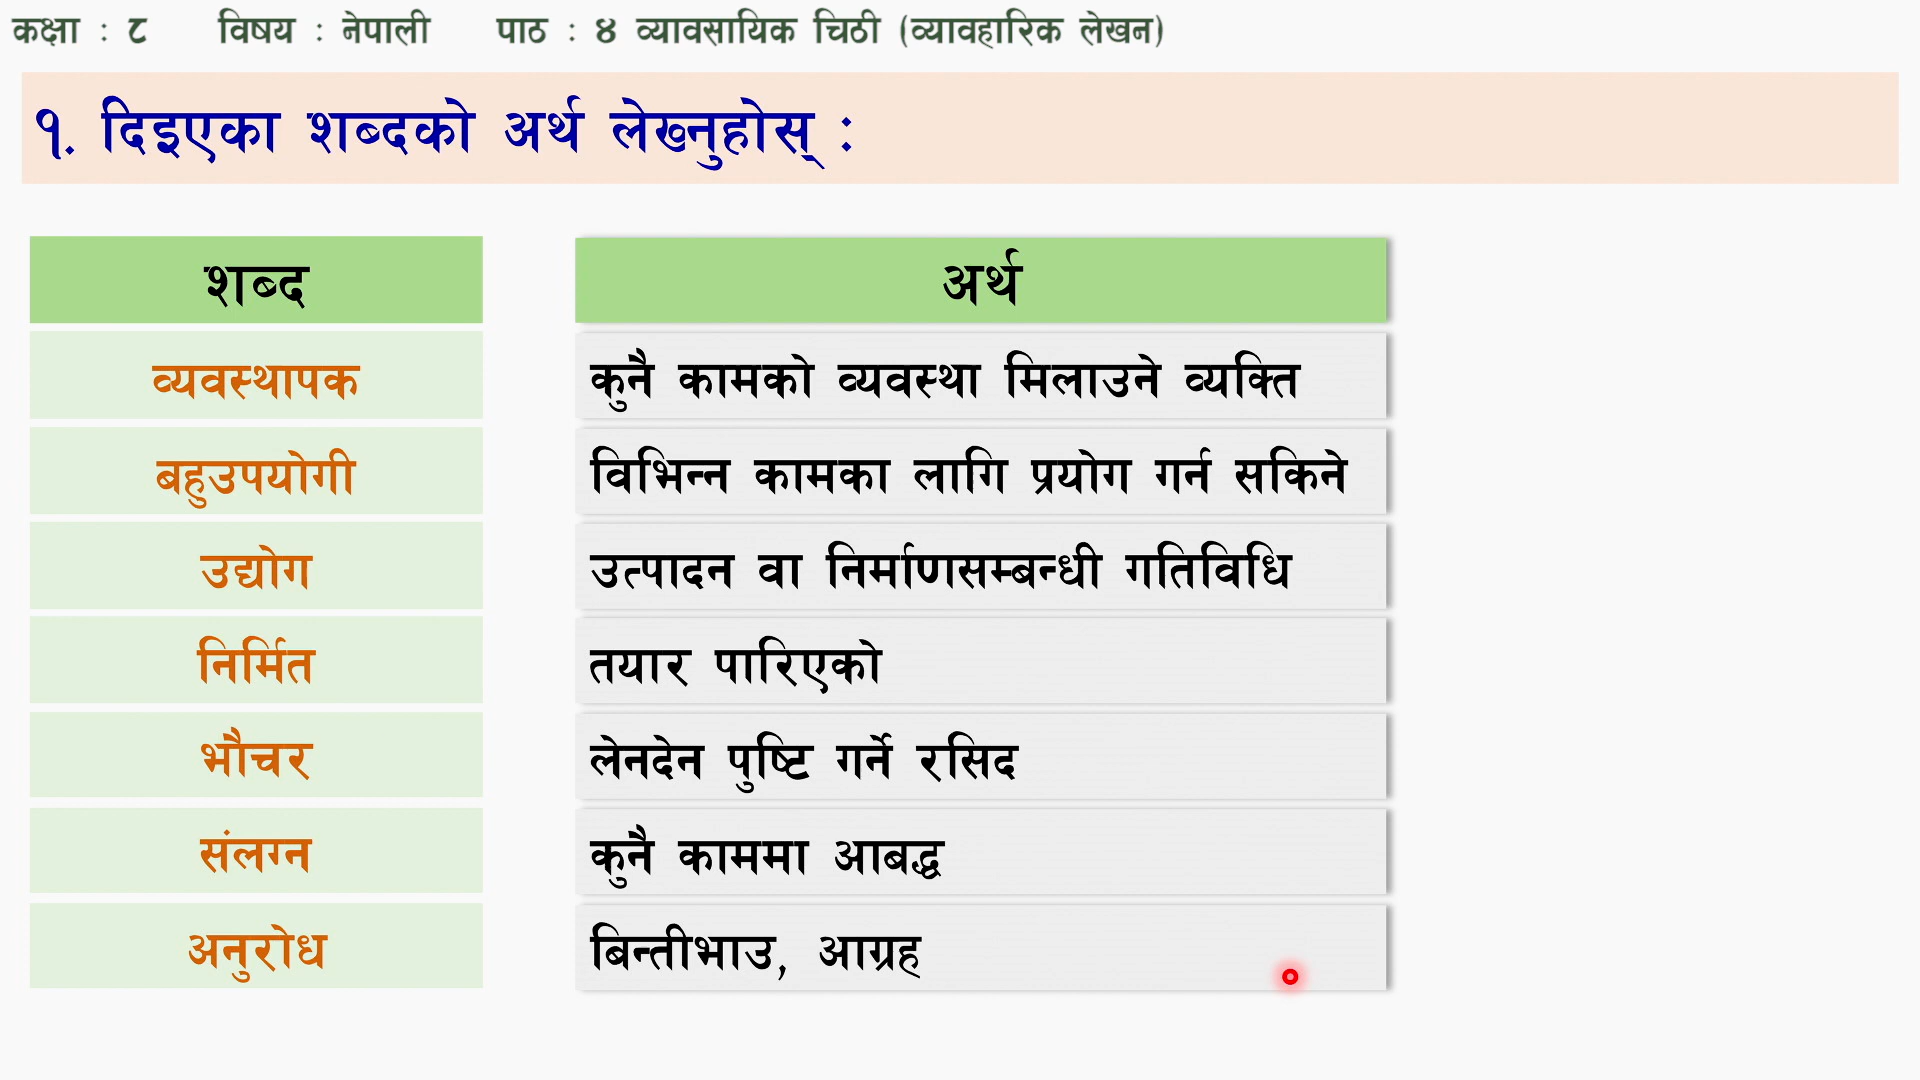 कक्षा : ८ विषय : नेपाली पाठ : ४ व्यावसायिक चिठी (व्यावहारिक लेखन)
१. दिइएका शब्दको अर्थ लेख्नुहोस् :
शब्द अर्थ
व्यवस्थापक कुनै कामको व्यवस्था मिलाउने व्यक्ति
बहुउपयोगी विभिन्न कामका लागि प्रयोग गर्न सकिने
उद्योग उत्पादन वा निर्माणसम्बन्धी गतिविधि
निर्मित तयार पारिएको
भौचर लेनदेन पुष्टि गर्ने रसिद
संलग्न कुनै काममा आबद्ध
अनुरोध बिन्तीभाउ, आग्रह